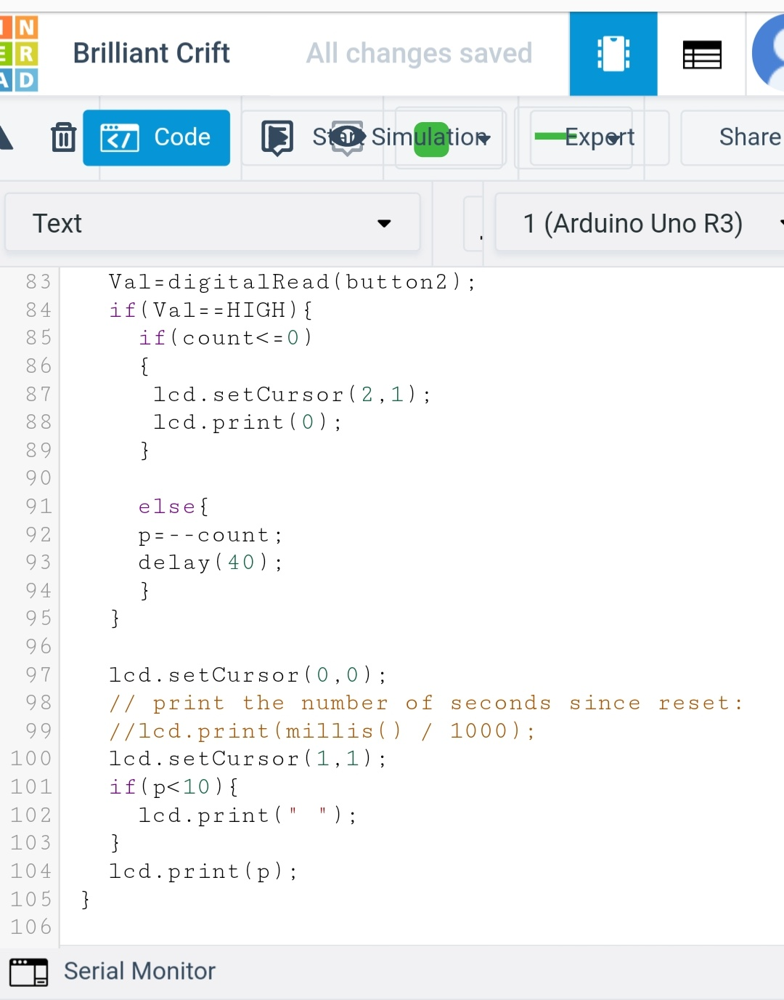 IN
ER
AD
Brilliant Crift
All changes saved
Code
Start Simulation
Export
Share
Text
1 (Arduino Uno R3)
83 Val=digitalRead(button2);
84 if(Val==HIGH){
85 if(count<=0)
86 {
87 lcd.setCursor(2,1);
88 lcd.print(0);
89 }
90
91 else{
92 p=--count;
93 delay(40);
94 }
95 }
96
97 lcd.setCursor(0,0);
98 // print the number of seconds since reset:
99 //lcd.print(millis() / 1000);
100 lcd.setCursor(1,1);
101 if(p<10){
102 lcd.print(" ");
103 }
104 lcd.print(p);
105 }
106
Serial Monitor